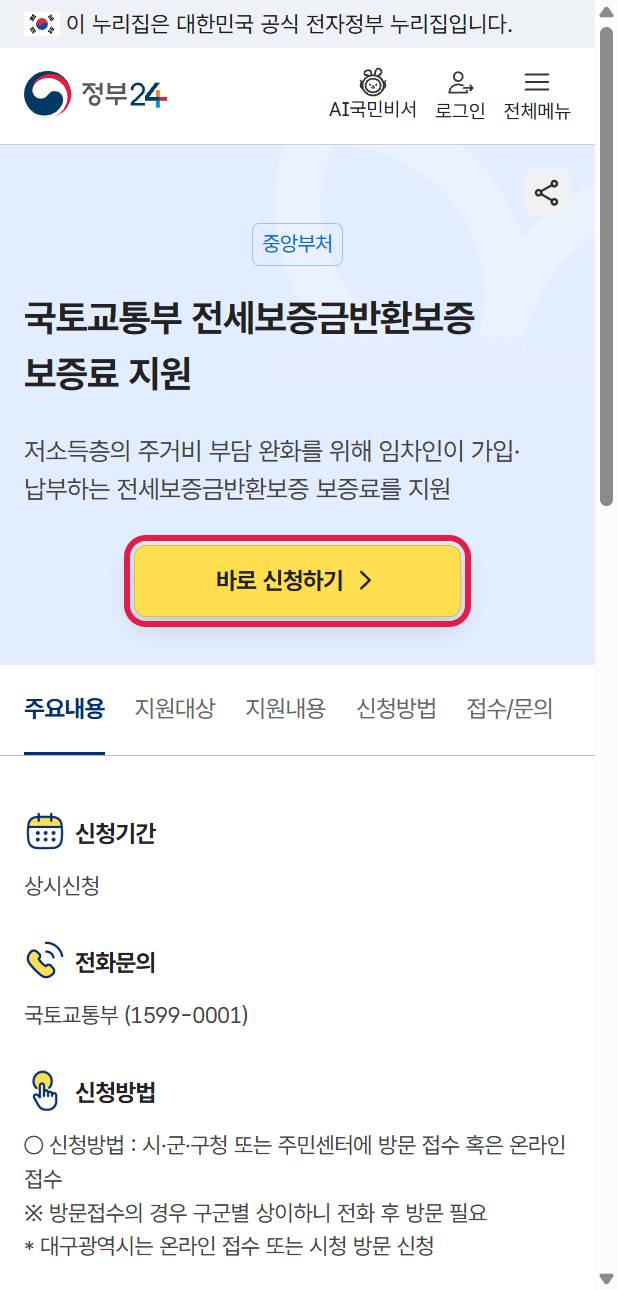 이 누리집은 대한민국 공식 전자정부 누리집입니다.
정부24
AI국민비서 로그인 전체메뉴
중앙부처
국토교통부 전세보증금반환보증
보증료 지원
저소득층의 주거비 부담 완화를 위해 임차인이 가입·
납부하는 전세보증금반환보증 보증료를 지원
바로 신청하기
주요내용 지원대상 지원내용 신청방법 접수/문의
신청기간
상시신청
전화문의
국토교통부 (1599-0001)
신청방법
○ 신청방법 : 시·군·구청 또는 주민센터에 방문 접수 혹은 온라인
접수
※ 방문접수의 경우 구군별 상이하니 전화 후 방문 필요
* 대구광역시는 온라인 접수 또는 시청 방문 신청